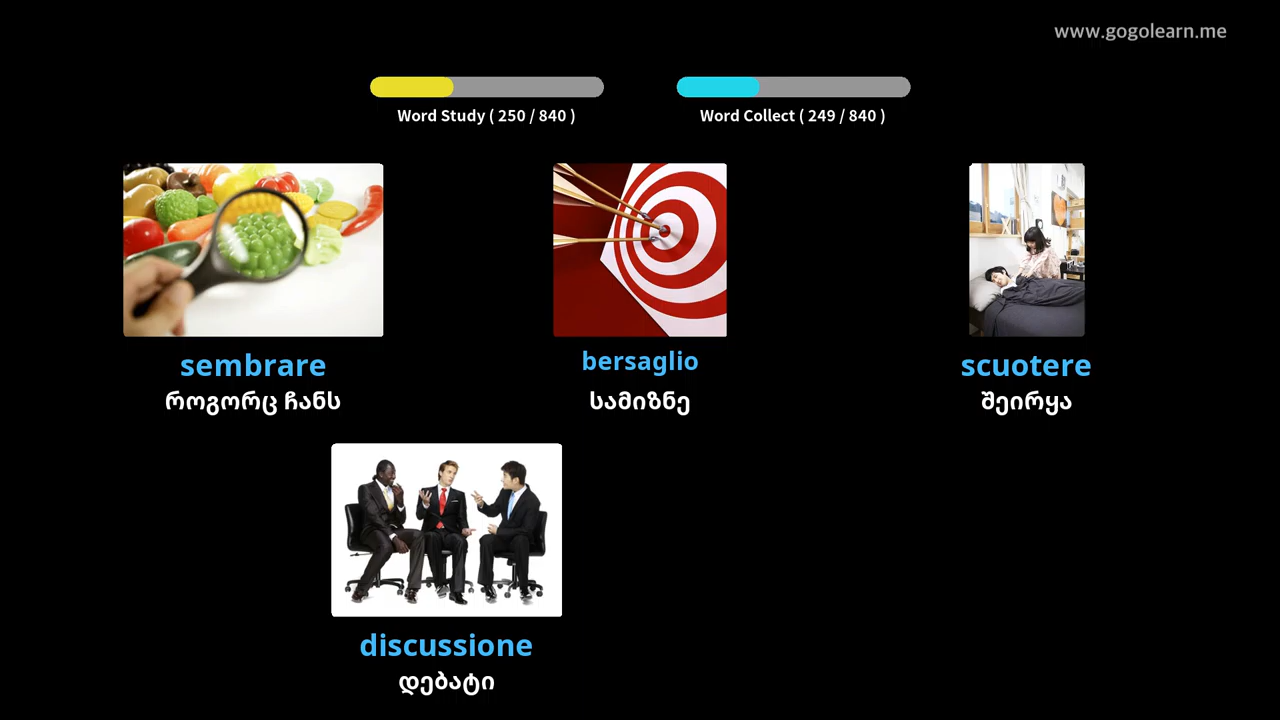 www.gogolearn.me
Word Study ( 250 / 840 )
Word Collect ( 249 / 840 )
sembrare
როგორც ჩანს
bersaglio
სამიზნე
scuotere
შეირყა
discussione
დებატი